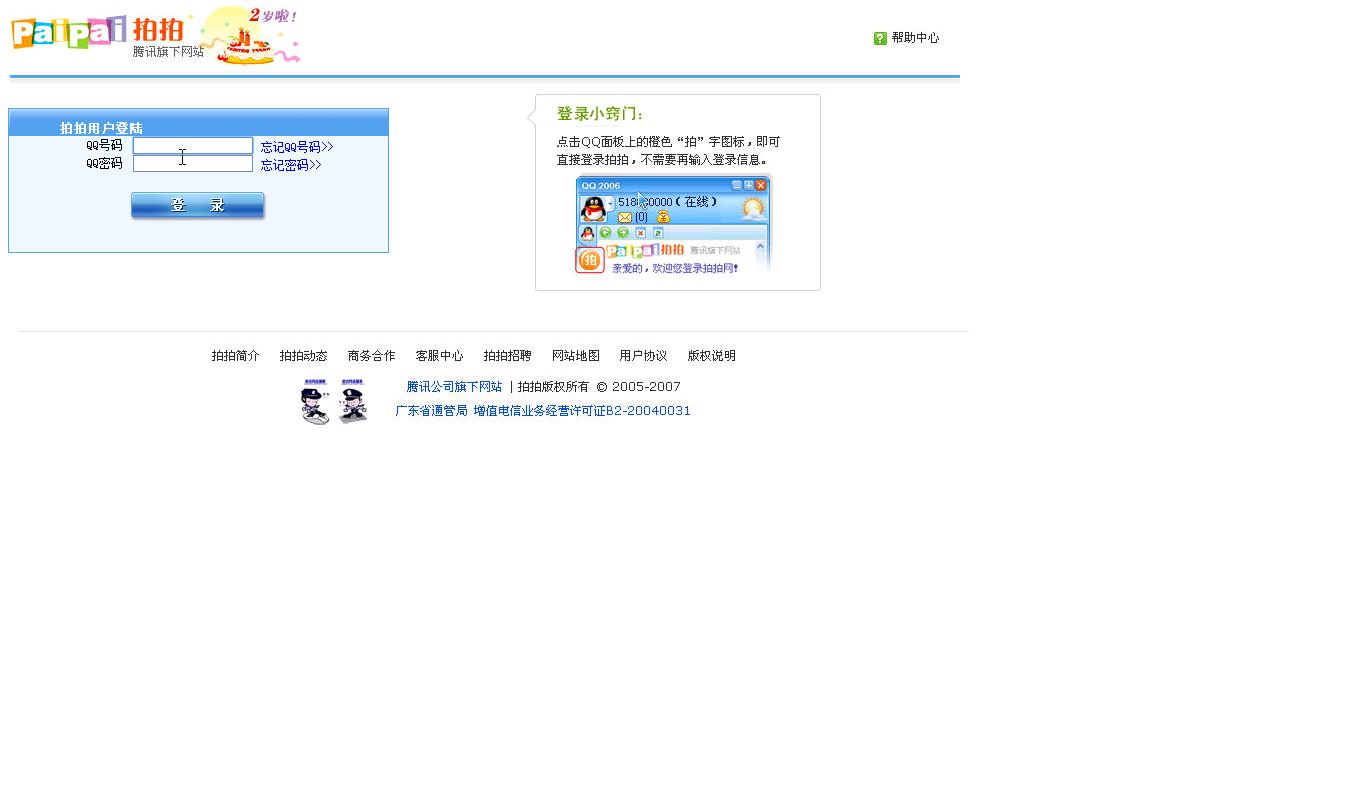 PaiPai 拍拍
2岁啦!
腾讯旗下网站
帮助中心
拍拍用户登陆
QQ号码 忘记QQ号码>>
QQ密码 忘记密码>>
登 录
登录小窍门:
点击QQ面板上的橙色“拍”字图标,即可
直接登录拍拍,不需要再输入登录信息。
QQ 2006
(在线)
(0)
PaiPai拍拍 腾讯旗下网站
拍
亲爱的,欢迎您登录拍拍网!
拍拍简介 拍拍动态 商务合作 客服中心 拍拍招聘 网站地图 用户协议 版权说明
腾讯公司旗下网站 | 拍拍版权所有 © 2005-2007
广东省通管局 增值电信业务经营许可证B2-20040031